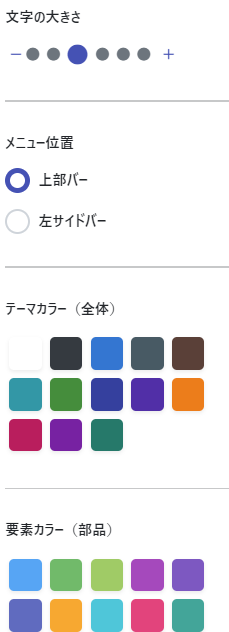 文字の大きさ
− +
メニュー位置
上部バー
左サイドバー
テーマカラー（全体）
要素カラー（部品）